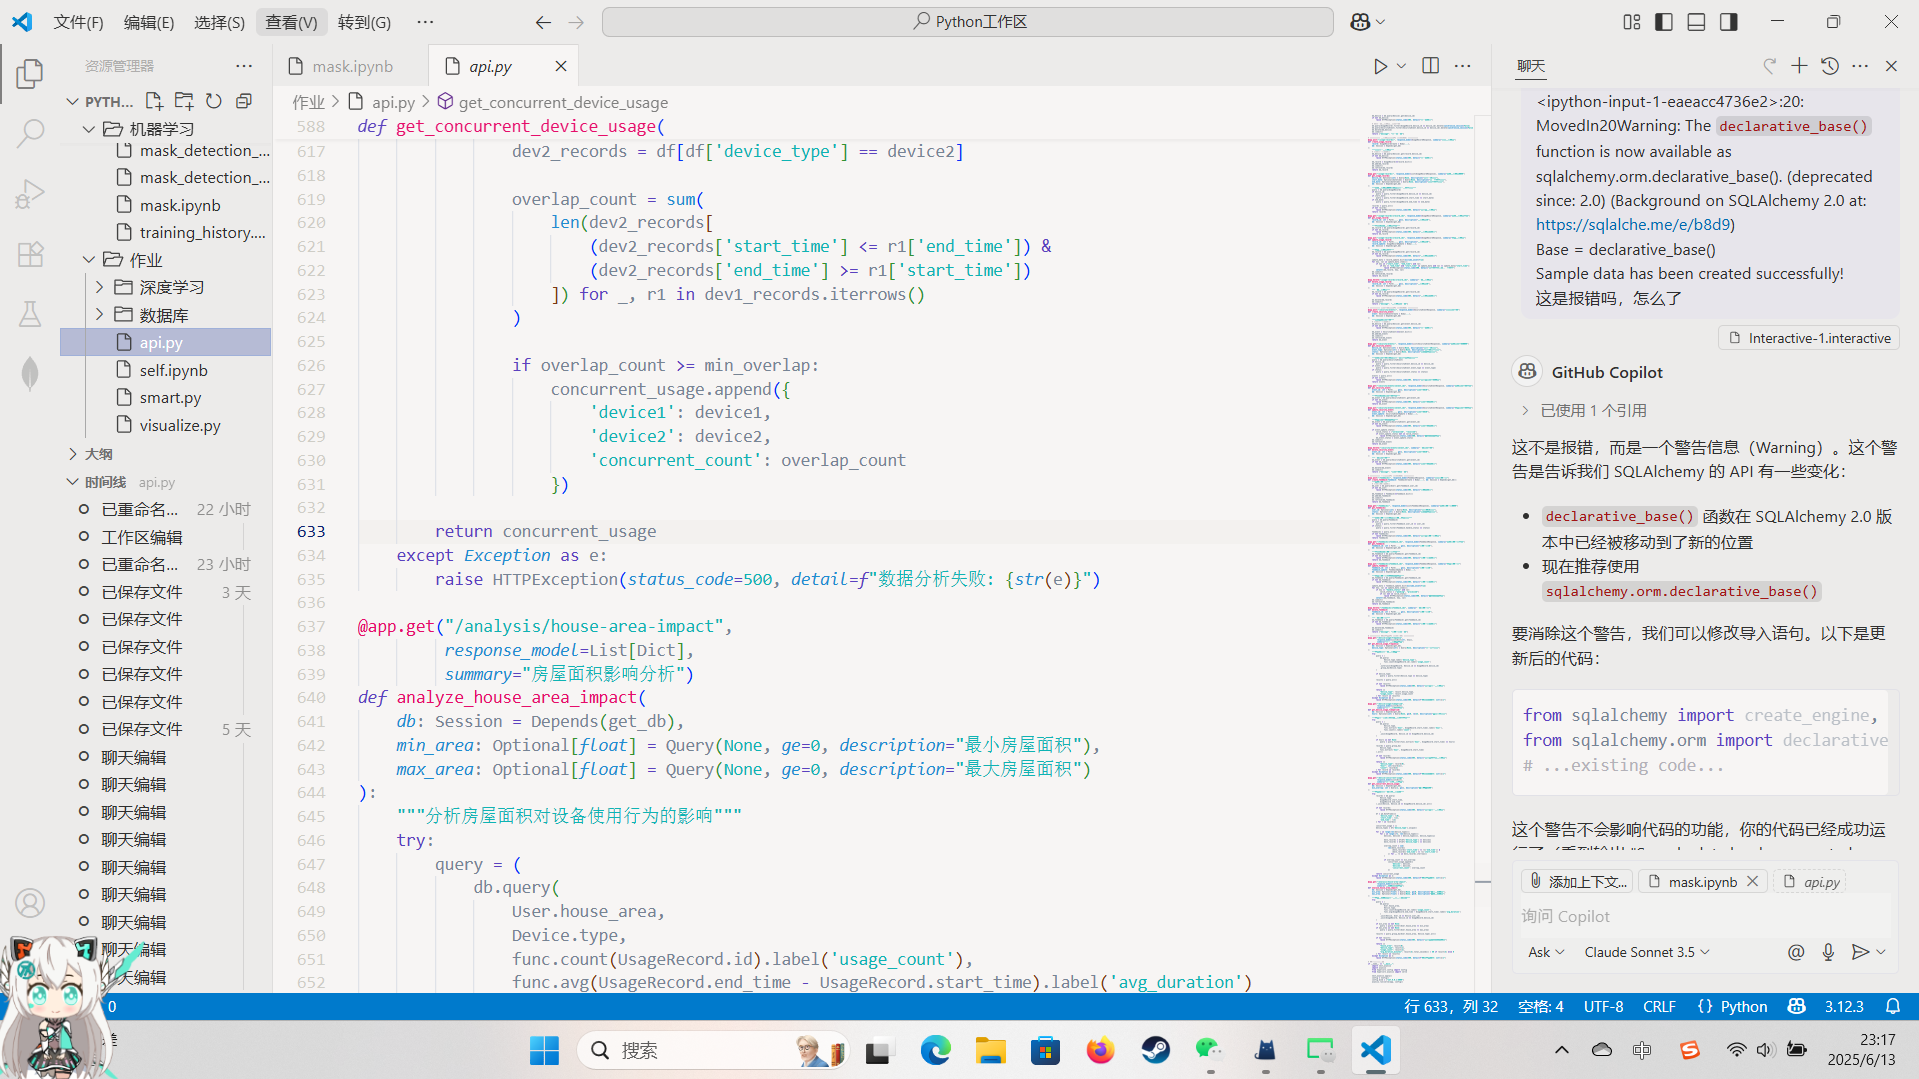 文件(F) 编辑(E) 选择(S) 查看(V) 转到(G) ··· Python工作区
资源管理器 ···
PYTH...
机器学习
mask_detection_...
mask_detection_...
mask.ipynb
training_history....
作业
深度学习
数据库
api.py
self.ipynb
smart.py
visualize.py
大纲
时间线 api.py
已重命名... 22 小时
工作区编辑
已重命名... 23 小时
已保存文件 3 天
已保存文件
已保存文件
已保存文件
已保存文件
已保存文件 5 天
聊天编辑
聊天编辑
聊天编辑
聊天编辑
聊天编辑
聊天编辑
聊天编辑
聊天编辑
天编辑
mask.ipynb api.py
作业 > api.py > get_concurrent_device_usage
588 def get_concurrent_device_usage(
617 dev2_records = df[df['device_type'] == device2]
618
619 overlap_count = sum(
620 len(dev2_records[
621 (dev2_records['start_time'] <= r1['end_time']) &
622 (dev2_records['end_time'] >= r1['start_time'])
623 ]) for _, r1 in dev1_records.iterrows()
624 )
625
626 if overlap_count >= min_overlap:
627 concurrent_usage.append({
628 'device1': device1,
629 'device2': device2,
630 'concurrent_count': overlap_count
631 })
632
633 return concurrent_usage
634 except Exception as e:
635 raise HTTPException(status_code=500, detail=f"数据分析失败: {str(e)}")
636
637 @app.get("/analysis/house-area-impact",
638 response_model=List[Dict],
639 summary="房屋面积影响分析")
640 def analyze_house_area_impact(
641 db: Session = Depends(get_db),
642 min_area: Optional[float] = Query(None, ge=0, description="最小房屋面积"),
643 max_area: Optional[float] = Query(None, ge=0, description="最大房屋面积")
644 ):
645 """分析房屋面积对设备使用行为的影响"""
646 try:
647 query = (
648 db.query(
649 User.house_area,
650 Device.type,
651 func.count(UsageRecord.id).label('usage_count'),
652 func.avg(UsageRecord.end_time - UsageRecord.start_time).label('avg_duration')
聊天
<ipython-input-1-eaeacc4736e2>:20:
MovedIn20Warning: The declarative_base()
function is now available as
sqlalchemy.orm.declarative_base(). (deprecated
since: 2.0) (Background on SQLAlchemy 2.0 at:
https://sqlalche.me/e/b8d9)
Base = declarative_base()
Sample data has been created successfully!
这是报错吗，怎么了
Interactive-1.interactive
GitHub Copilot
已使用 1 个引用
这不是报错，而是一个警告信息（Warning）。这个警
告是告诉我们 SQLAlchemy 的 API 有一些变化：
• declarative_base() 函数在 SQLAlchemy 2.0 版
本中已经被移动到了新的位置
• 现在推荐使用
sqlalchemy.orm.declarative_base()
要消除这个警告，我们可以修改导入语句。以下是更
新后的代码：
from sqlalchemy import create_engine,
from sqlalchemy.orm import declarative
# ...existing code...
这个警告不会影响代码的功能，你的代码已经成功运
添加上下文... mask.ipynb api.py
询问 Copilot
Ask Claude Sonnet 3.5
0 行 633，列 32 空格: 4 UTF-8 CRLF {} Python 3.12.3
搜索
中
23:17
2025/6/13